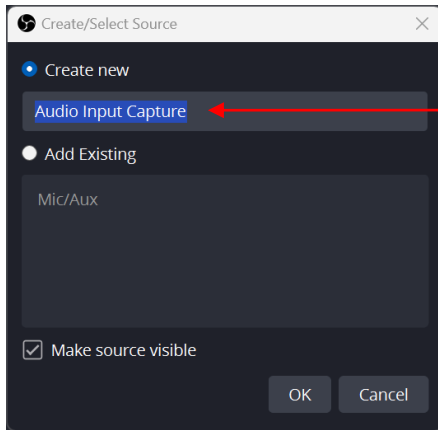 Create/Select Source
Create new
Audio Input Capture
Add Existing
Mic/Aux
Make source visible
OK Cancel